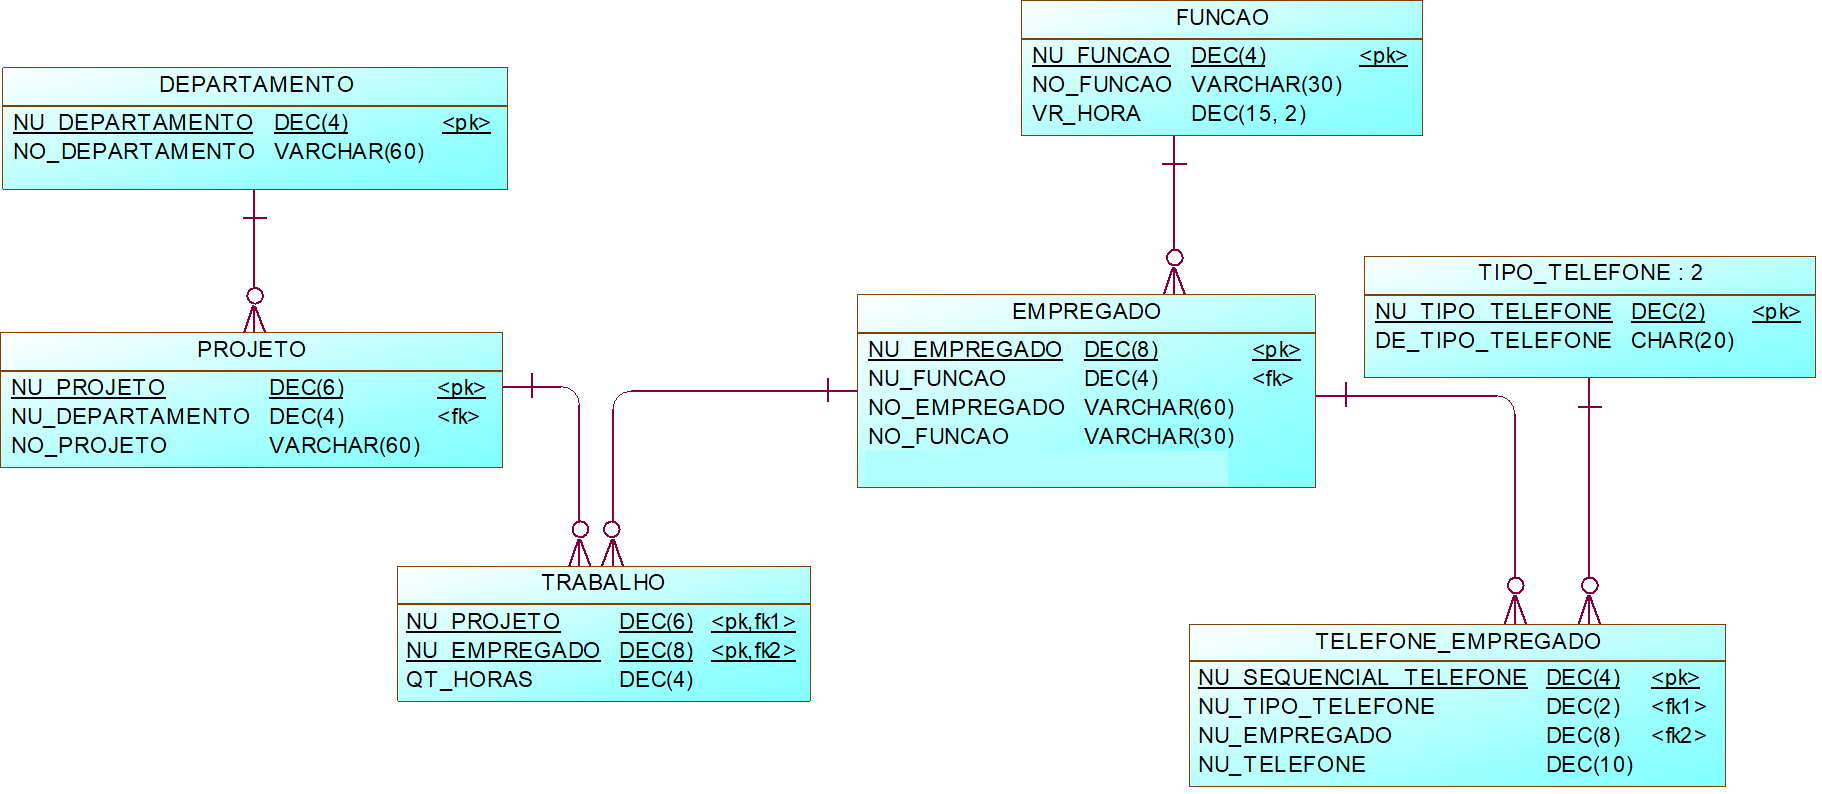 FUNCAO
NU_FUNCAO DEC(4) <pk>
NO_FUNCAO VARCHAR(30)
VR_HORA DEC(15, 2)
DEPARTAMENTO
NU_DEPARTAMENTO DEC(4) <pk>
NO_DEPARTAMENTO VARCHAR(60)
TIPO_TELEFONE : 2
NU_TIPO_TELEFONE DEC(2) <pk>
DE_TIPO_TELEFONE CHAR(20)
EMPREGADO
NU_EMPREGADO DEC(8) <pk>
NU_FUNCAO DEC(4) <fk>
NO_EMPREGADO VARCHAR(60)
NO_FUNCAO VARCHAR(30)
PROJETO
NU_PROJETO DEC(6) <pk>
NU_DEPARTAMENTO DEC(4) <fk>
NO_PROJETO VARCHAR(60)
TRABALHO
NU_PROJETO DEC(6) <pk,fk1>
NU_EMPREGADO DEC(8) <pk,fk2>
QT_HORAS DEC(4)
TELEFONE_EMPREGADO
NU_SEQUENCIAL_TELEFONE DEC(4) <pk>
NU_TIPO_TELEFONE DEC(2) <fk1>
NU_EMPREGADO DEC(8) <fk2>
NU_TELEFONE DEC(10)